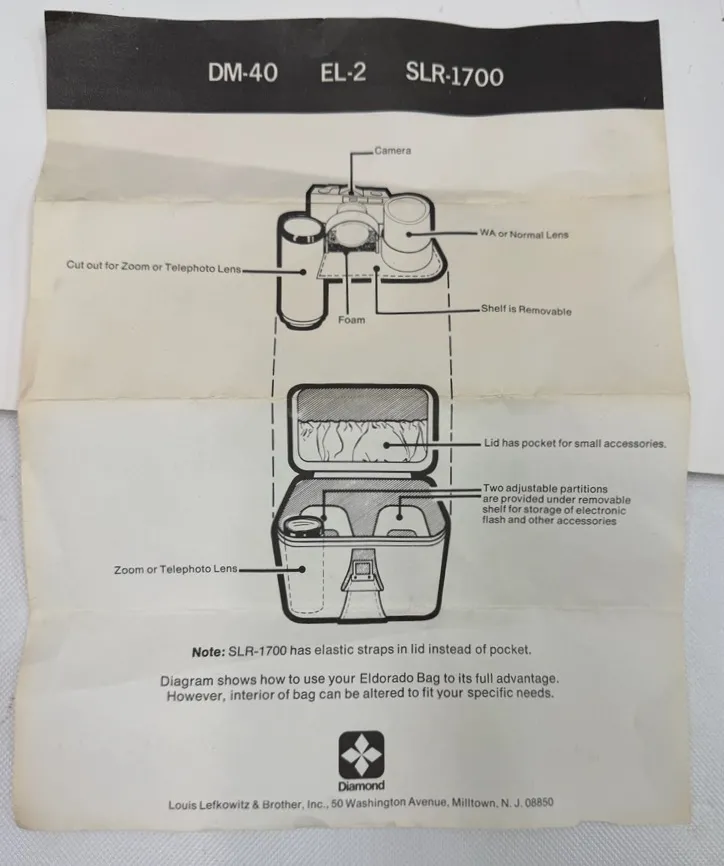 DM-40 EL-2 SLR-1700
Camera
WA or Normal Lens
Cut out for Zoom or Telephoto Lens
Shelf is Removable
Foam
Lid has pocket for small accessories.
Two adjustable partitions
are provided under removable
shelf for storage of electronic
flash and other accessories
Zoom or Telephoto Lens
Note: SLR-1700 has elastic straps in lid instead of pocket.
Diagram shows how to use your Eldorado Bag to its full advantage.
However, interior of bag can be altered to fit your specific needs.
Diamond
Louis Lefkowitz & Brother, Inc., 50 Washington Avenue, Milltown, N. J. 08850